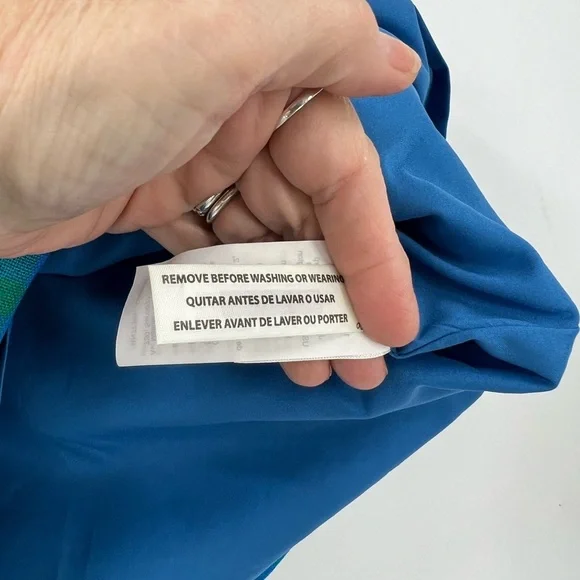 REMOVE BEFORE WASHING OR WEARING
QUITAR ANTES DE LAVAR O USAR
ENLEVER AVANT DE LAVER OU PORTER